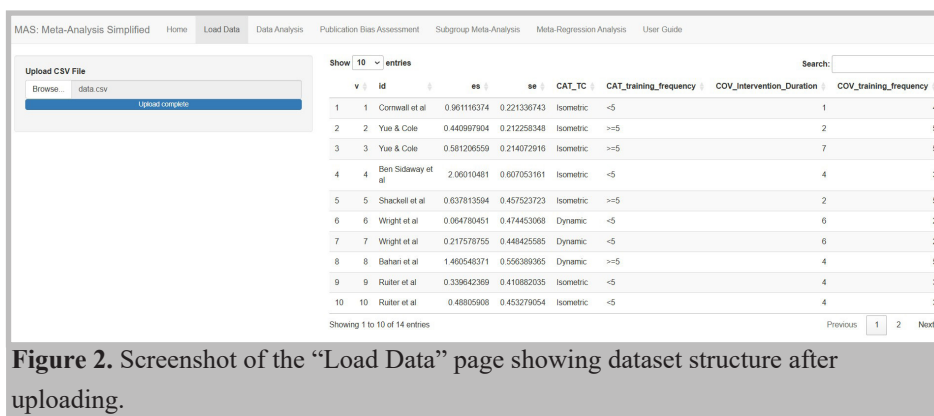 MAS: Meta-Analysis Simplified Home Load Data Data Analysis Publication Bias Assessment Subgroup Meta-Analysis Meta-Regression Analysis User Guide
Upload CSV File
Browse... data.csv
Upload complete
Show 10 entries Search:
v id es se CAT_TC CAT_training_frequency COV_Intervention_Duration COV_training_frequency
1 1 Cornwall et al 0.961116374 0.221336743 Isometric <5 1
2 2 Yue & Cole 0.440997904 0.212258348 Isometric >=5 2
3 3 Yue & Cole 0.581206559 0.214072916 Isometric >=5 7
4 4 Ben Sidaway et al 2.06010481 0.607053161 Isometric <5 4
5 5 Shackell et al 0.637813594 0.457523723 Isometric >=5 2
6 6 Wright et al 0.064780451 0.474453068 Dynamic <5 6
7 7 Wright et al 0.217578755 0.448425585 Dynamic <5 6
8 8 Bahari et al 1.460548371 0.556389365 Dynamic >=5 4
9 9 Ruiter et al 0.339642369 0.410882035 Isometric <5 4
10 10 Ruiter et al 0.48805908 0.453279054 Isometric <5 4
Showing 1 to 10 of 14 entries Previous 1 2 Next
Figure 2. Screenshot of the “Load Data” page showing dataset structure after
uploading.